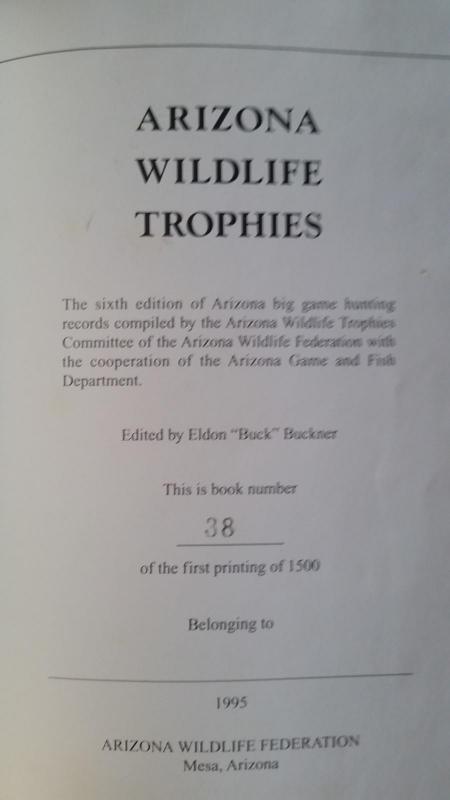 ARIZONA
WILDLIFE
TROPHIES
The sixth edition of Arizona big game hunting
records compiled by the Arizona Wildlife Trophies
Committee of the Arizona Wildlife Federation with
the cooperation of the Arizona Game and Fish
Department.
Edited by Eldon “Buck” Buckner
This is book number
38
of the first printing of 1500
Belonging to
1995
ARIZONA WILDLIFE FEDERATION
Mesa, Arizona